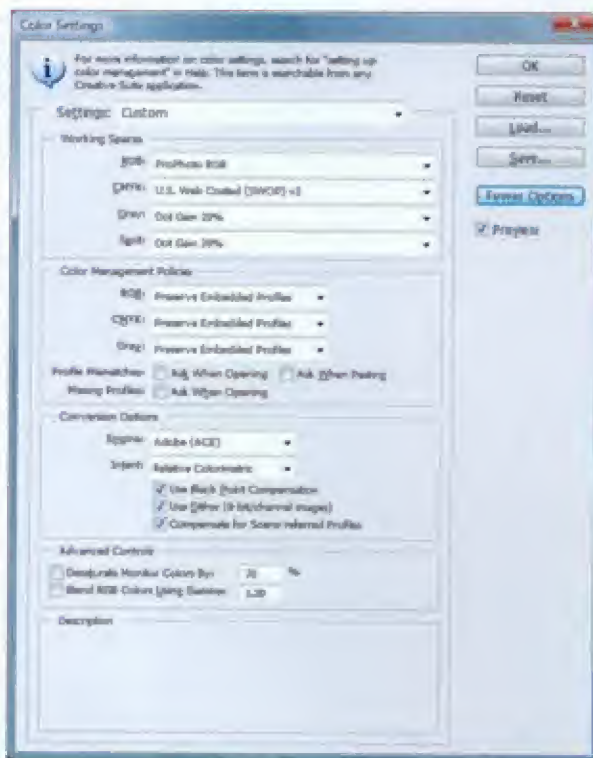 Color Settings
For more information on color settings, search for "setting up
color management" in Help. This term is searchable from any
Creative Suite application.
OK
Reset
Load...
Save...
Fewer Options
Preview
Settings: Custom
Working Spaces
RGB: ProPhoto RGB
CMYK: U.S. Web Coated (SWOP) v2
Gray: Dot Gain 20%
Spot: Dot Gain 20%
Color Management Policies
RGB: Preserve Embedded Profiles
CMYK: Preserve Embedded Profiles
Gray: Preserve Embedded Profiles
Profile Mismatches: Ask When Opening Ask When Pasting
Missing Profiles: Ask When Opening
Conversion Options
Engine: Adobe (ACE)
Intent: Relative Colorimetric
Use Black Point Compensation
Use Dither (8-bit/channel images)
Compensate for Scene-referred Profiles
Advanced Controls
Desaturate Monitor Colors By: 20 %
Blend RGB Colors Using Gamma: 1.00
Description